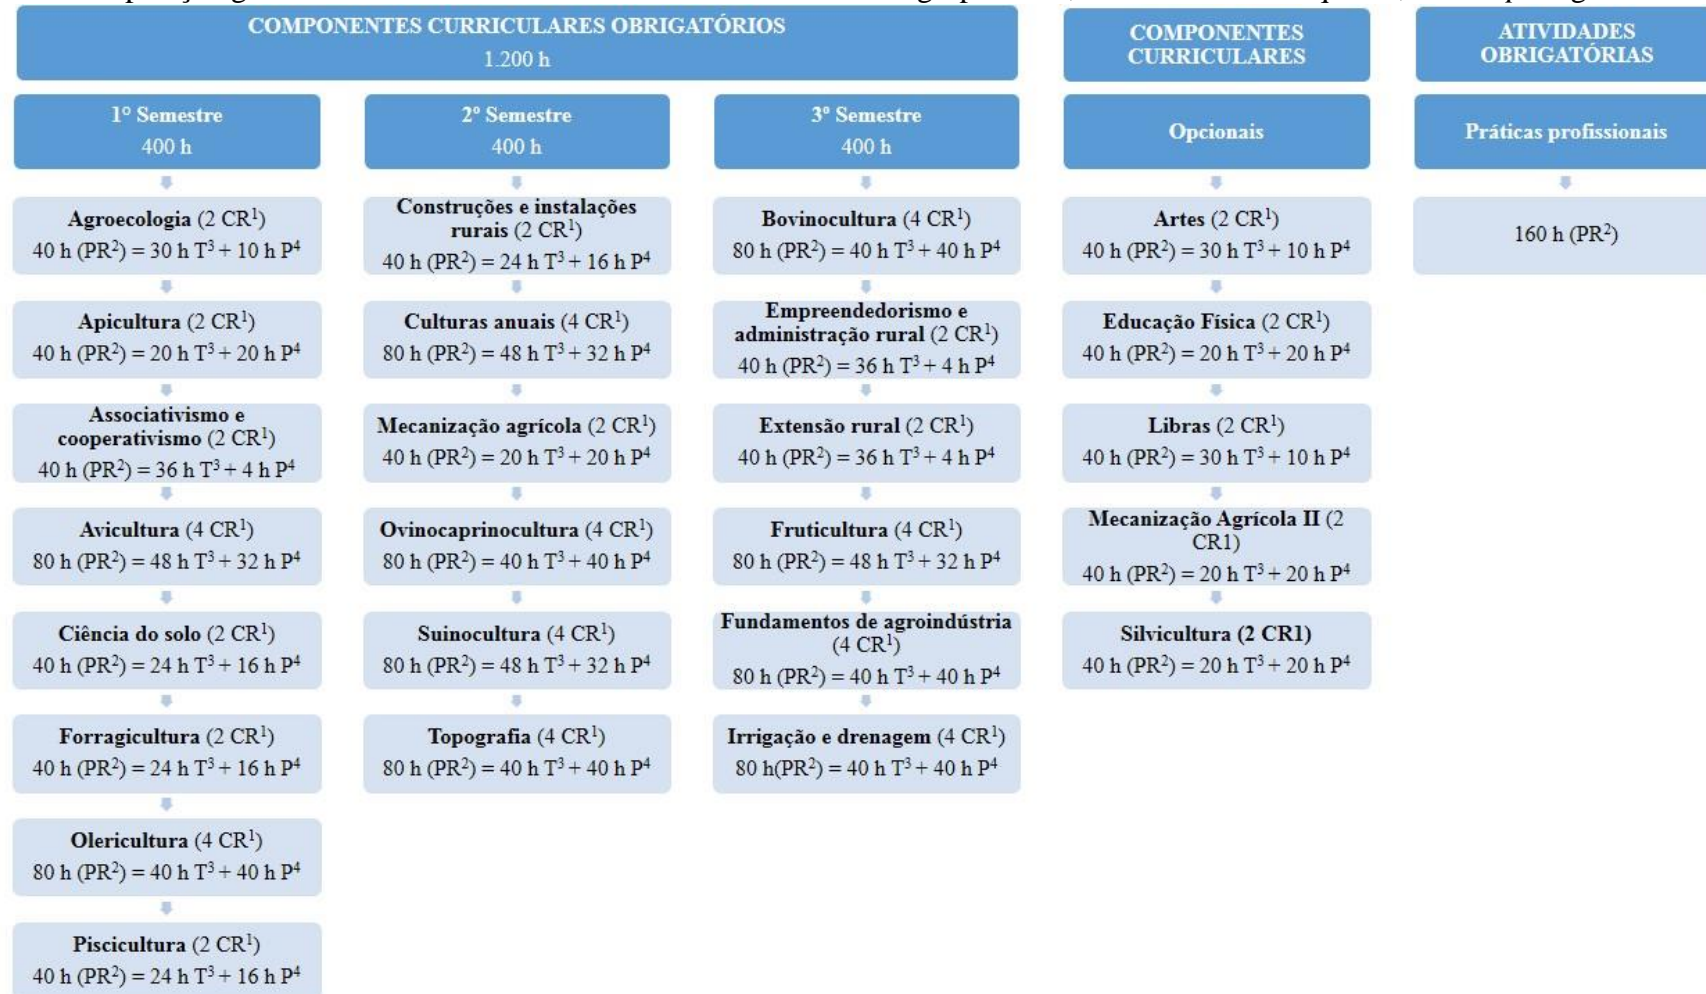 COMPONENTES CURRICULARES OBRIGATÓRIOS
1.200 h
1° Semestre
400 h
Agroecologia (2 CR¹)
40 h (PR²) = 30 h T³ + 10 h P⁴
Apicultura (2 CR¹)
40 h (PR²) = 20 h T³ + 20 h P⁴
Associativismo e
cooperativismo (2 CR¹)
40 h (PR²) = 36 h T³ + 4 h P⁴
Avicultura (4 CR¹)
80 h (PR²) = 48 h T³ + 32 h P⁴
Ciência do solo (2 CR¹)
40 h (PR²) = 24 h T³ + 16 h P⁴
Forragicultura (2 CR¹)
40 h (PR²) = 24 h T³ + 16 h P⁴
Olericultura (4 CR¹)
80 h (PR²) = 40 h T³ + 40 h P⁴
Piscicultura (2 CR¹)
40 h (PR²) = 24 h T³ + 16 h P⁴
2º Semestre
400 h
Construções e instalações
rurais (2 CR¹)
40 h (PR²) = 24 h T³ + 16 h P⁴
Culturas anuais (4 CR¹)
80 h (PR²) = 48 h T³ + 32 h P⁴
Mecanização agrícola (2 CR¹)
40 h (PR²) = 20 h T³ + 20 h P⁴
Ovinocaprinocultura (4 CR¹)
80 h (PR²) = 40 h T³ + 40 h P⁴
Suinocultura (4 CR¹)
80 h (PR²) = 48 h T³ + 32 h P⁴
Topografia (4 CR¹)
80 h (PR²) = 40 h T³ + 40 h P⁴
3º Semestre
400 h
Bovinocultura (4 CR¹)
80 h (PR²) = 40 h T³ + 40 h P⁴
Empreendedorismo e
administração rural (2 CR¹)
40 h (PR²) = 36 h T³ + 4 h P⁴
Extensão rural (2 CR¹)
40 h (PR²) = 36 h T³ + 4 h P⁴
Fruticultura (4 CR¹)
80 h (PR²) = 48 h T³ + 32 h P⁴
Fundamentos de agroindústria
(4 CR¹)
80 h (PR²) = 40 h T³ + 40 h P⁴
Irrigação e drenagem (4 CR¹)
80 h(PR²) = 40 h T³ + 40 h P⁴
COMPONENTES
CURRICULARES
Opcionais
Artes (2 CR¹)
40 h (PR²) = 30 h T³ + 10 h P⁴
Educação Física (2 CR¹)
40 h (PR²) = 20 h T³ + 20 h P⁴
Libras (2 CR¹)
40 h (PR²) = 30 h T³ + 10 h P⁴
Mecanização Agrícola II (2
CR1)
40 h (PR²) = 20 h T³ + 20 h P⁴
Silvicultura (2 CR1)
40 h (PR²) = 20 h T³ + 20 h P⁴
ATIVIDADES
OBRIGATÓRIAS
Práticas profissionais
160 h (PR²)